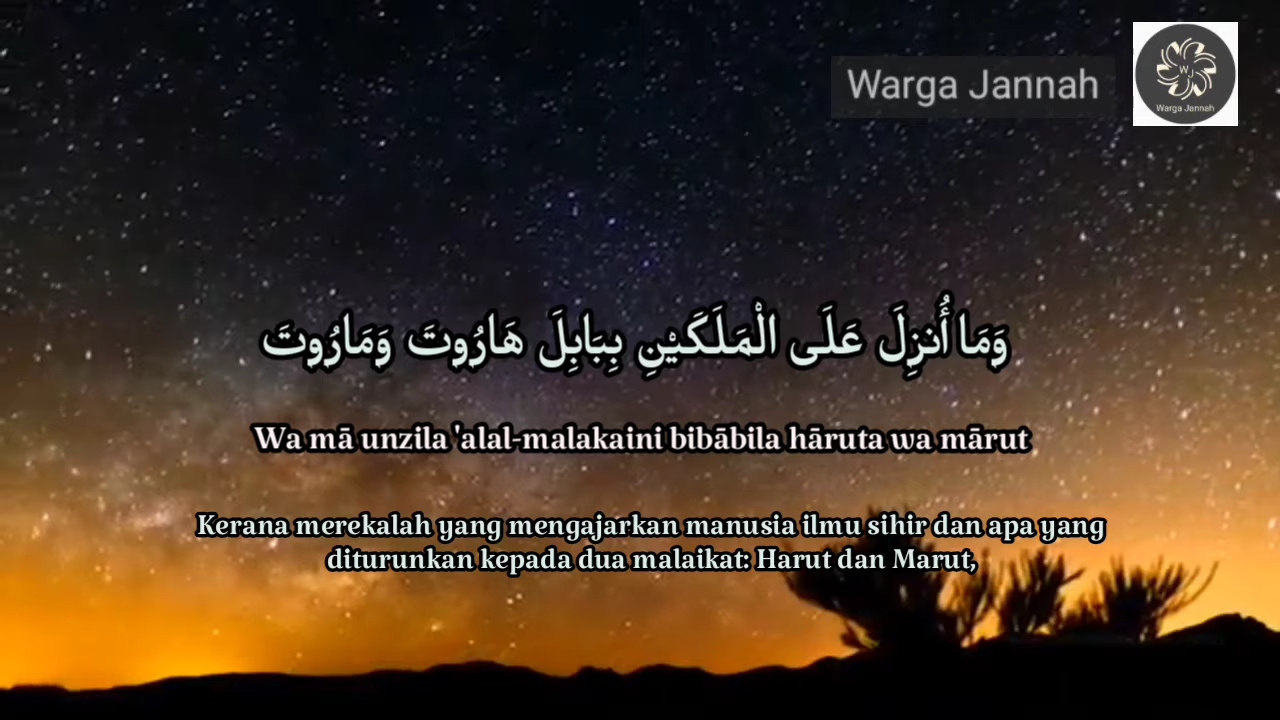 Warga Jannah
W J
Warga Jannah
وَمَا أُنزِلَ عَلَى الْمَلَكَيْنِ بِبَابِلَ هَارُوتَ وَمَارُوتَ
Wa mā unzila 'alal-malakaini bibābila hāruta wa mārut
Kerana merekalah yang mengajarkan manusia ilmu sihir dan apa yang
diturunkan kepada dua malaikat: Harut dan Marut,